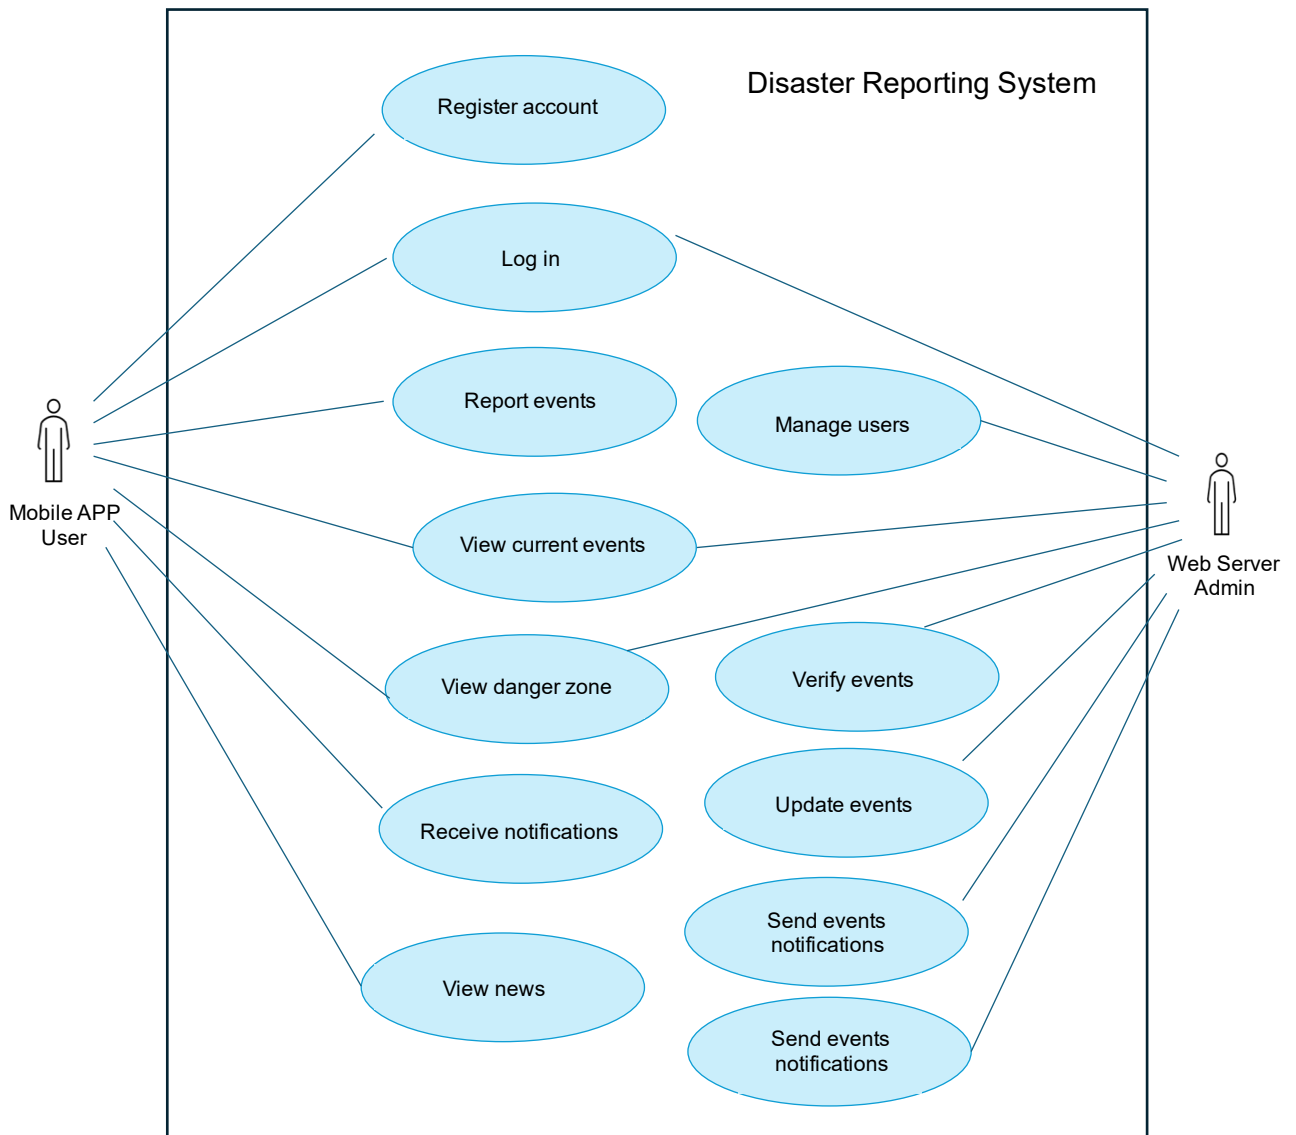 Disaster Reporting System
Register account
Log in
Report events
Manage users
Mobile APP
User
View current events
Web Server
Admin
View danger zone
Verify events
Update events
Receive notifications
Send events
notifications
View news
Send events
notifications